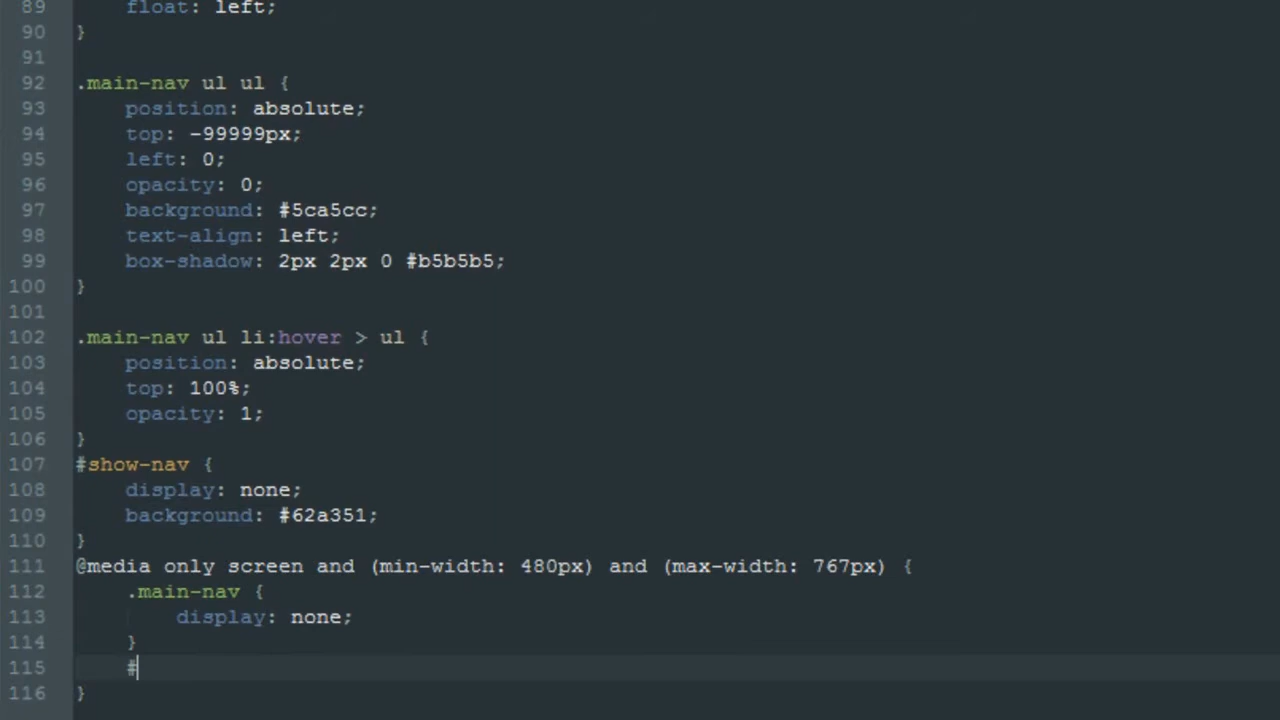 89 float: left;
90 }
91
92 .main-nav ul ul {
93 position: absolute;
94 top: -99999px;
95 left: 0;
96 opacity: 0;
97 background: #5ca5cc;
98 text-align: left;
99 box-shadow: 2px 2px 0 #b5b5b5;
100 }
101
102 .main-nav ul li:hover > ul {
103 position: absolute;
104 top: 100%;
105 opacity: 1;
106 }
107 #show-nav {
108 display: none;
109 background: #62a351;
110 }
111 @media only screen and (min-width: 480px) and (max-width: 767px) {
112 .main-nav {
113 display: none;
114 }
115 #
116 }